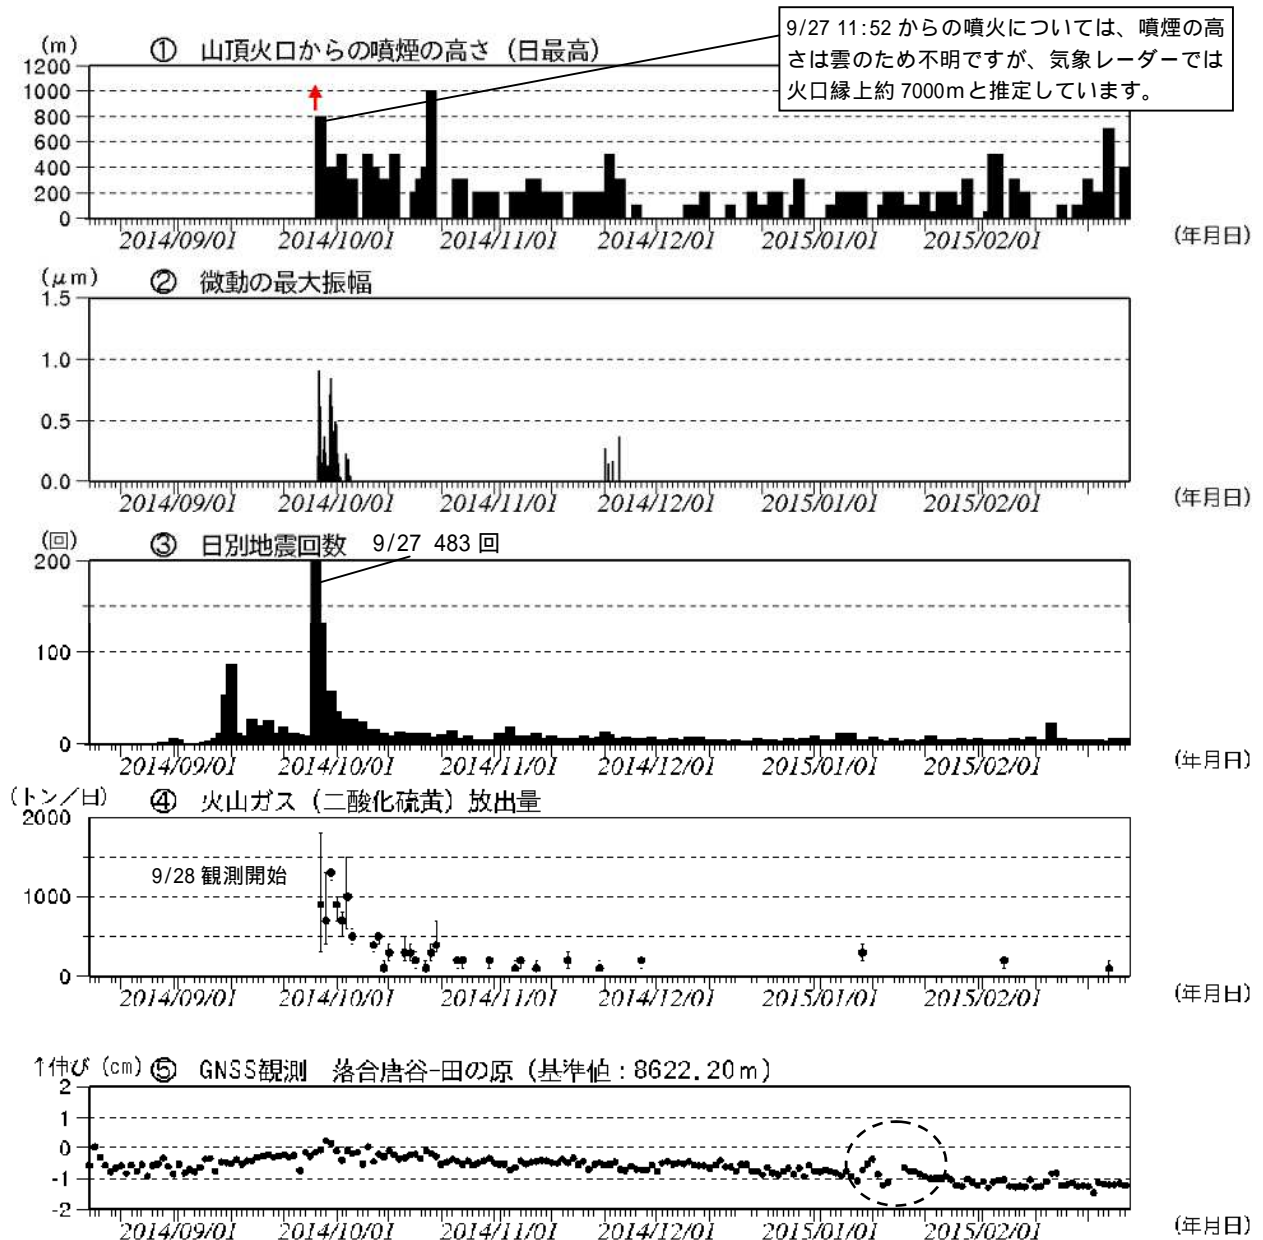 9/27 11:52 からの噴火については、噴煙の高
さは雲のため不明ですが、気象レーダーでは
火口縁上約 7000mと推定しています。
(m) ① 山頂火口からの噴煙の高さ（日最高）
1200
1000
800
600
400
200
0
2014/09/01 2014/10/01 2014/11/01 2014/12/01 2015/01/01 2015/02/01 (年月日)
(μm) ② 微動の最大振幅
1.5
1.0
0.5
0.0
2014/09/01 2014/10/01 2014/11/01 2014/12/01 2015/01/01 2015/02/01 (年月日)
(回) ③ 日別地震回数 9/27 483 回
200
100
0
2014/09/01 2014/10/01 2014/11/01 2014/12/01 2015/01/01 2015/02/01 (年月日)
(トン／日) ④ 火山ガス（二酸化硫黄）放出量
2000
9/28 観測開始
1000
0
2014/09/01 2014/10/01 2014/11/01 2014/12/01 2015/01/01 2015/02/01 (年月日)
↑伸び (cm) ⑤ GNSS観測 落合唐谷-田の原（基準値：8622.20m）
2
1
0
-1
-2
2014/09/01 2014/10/01 2014/11/01 2014/12/01 2015/01/01 2015/02/01 (年月日)